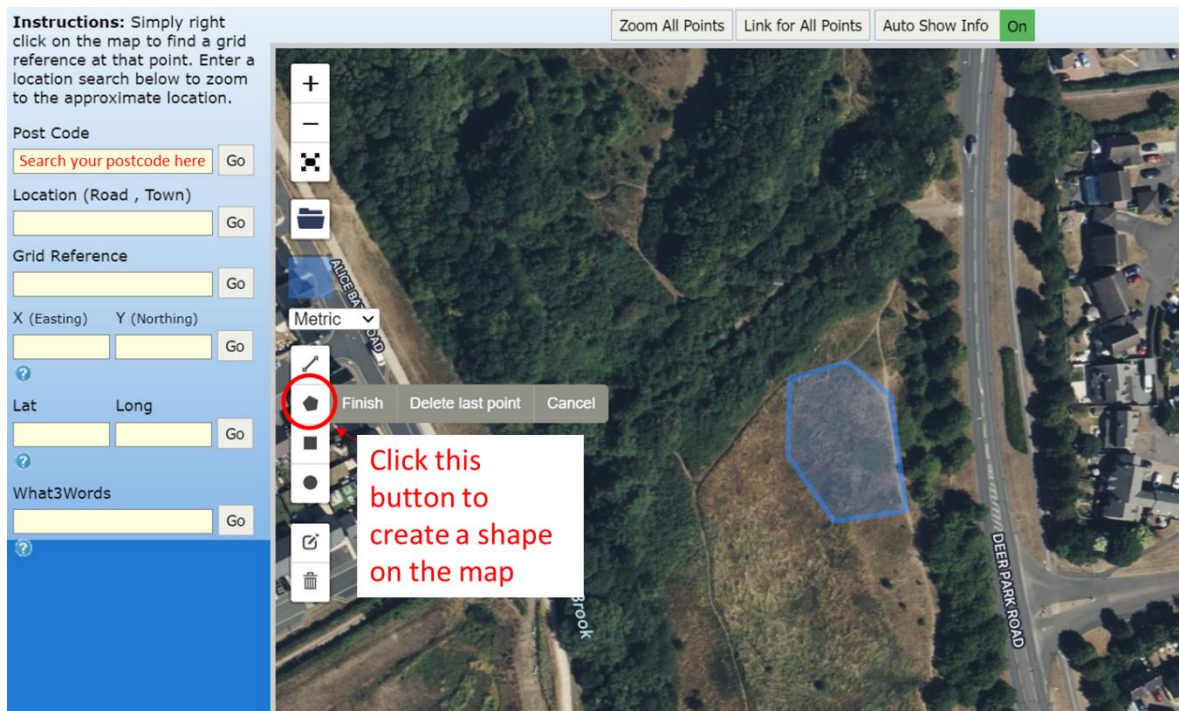 Instructions: Simply right
click on the map to find a grid
reference at that point. Enter a
location search below to zoom
to the approximate location.
Post Code
Search your postcode here Go
Location (Road , Town)
Go
Grid Reference
Go
X (Easting) Y (Northing)
Go
?
Lat Long
Go
?
What3Words
Go
?
Zoom All Points Link for All Points Auto Show Info On
+
−
ALICE BAT ROAD
Metric
Finish Delete last point Cancel
Click this
button to
create a shape
on the map
Brook
DEER PARK ROAD